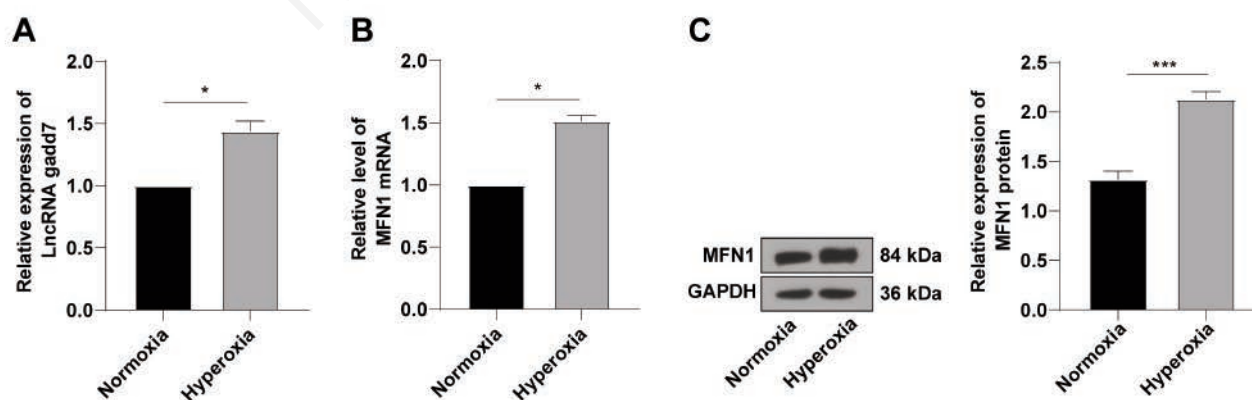 A
Relative expression of
LncRNA gadd7
2.0
1.5
1.0
0.5
0.0
*
Normoxia
Hyperoxia
B
Relative level of
MFN1 mRNA
2.0
1.5
1.0
0.5
0.0
*
Normoxia
Hyperoxia
C
MFN1
84 kDa
GAPDH
36 kDa
Normoxia
Hyperoxia
Relative expression of
MFN1 protein
2.5
2.0
1.5
1.0
0.5
0.0
***
Normoxia
Hyperoxia